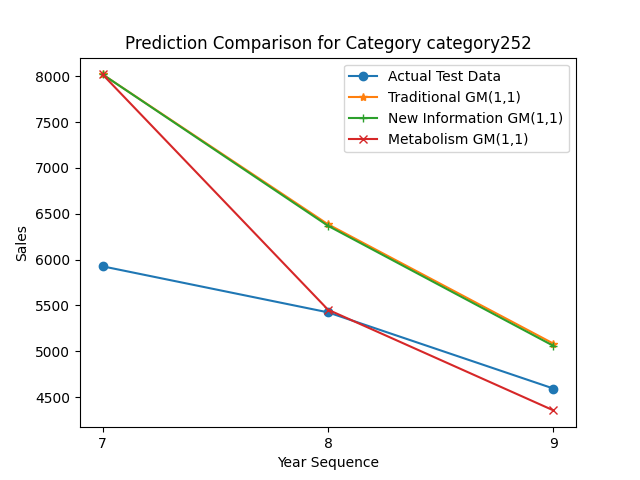 Prediction Comparison for Category category252
Actual Test Data
Traditional GM(1,1)
New Information GM(1,1)
Metabolism GM(1,1)
8000
7500
7000
6500
6000
5500
5000
4500
Sales
7
8
9
Year Sequence